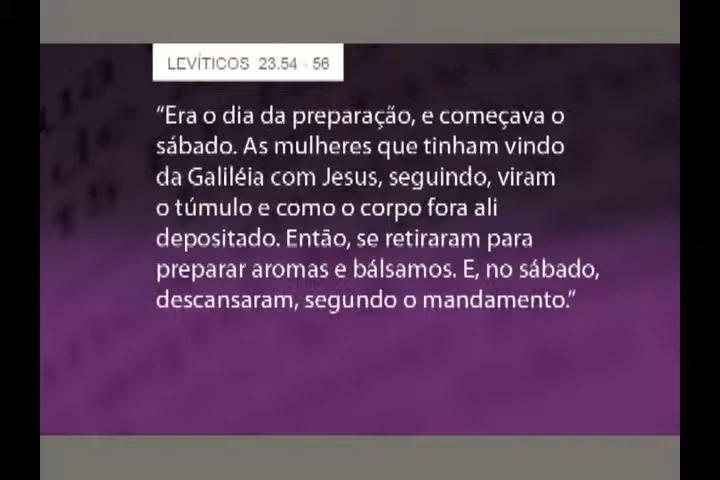 LEVÍTICOS 23.54 - 56
“Era o dia da preparação, e começava o
sábado. As mulheres que tinham vindo
da Galiléia com Jesus, seguindo, viram
o túmulo e como o corpo fora ali
depositado. Então, se retiraram para
preparar aromas e bálsamos. E, no sábado,
descansaram, segundo o mandamento.”